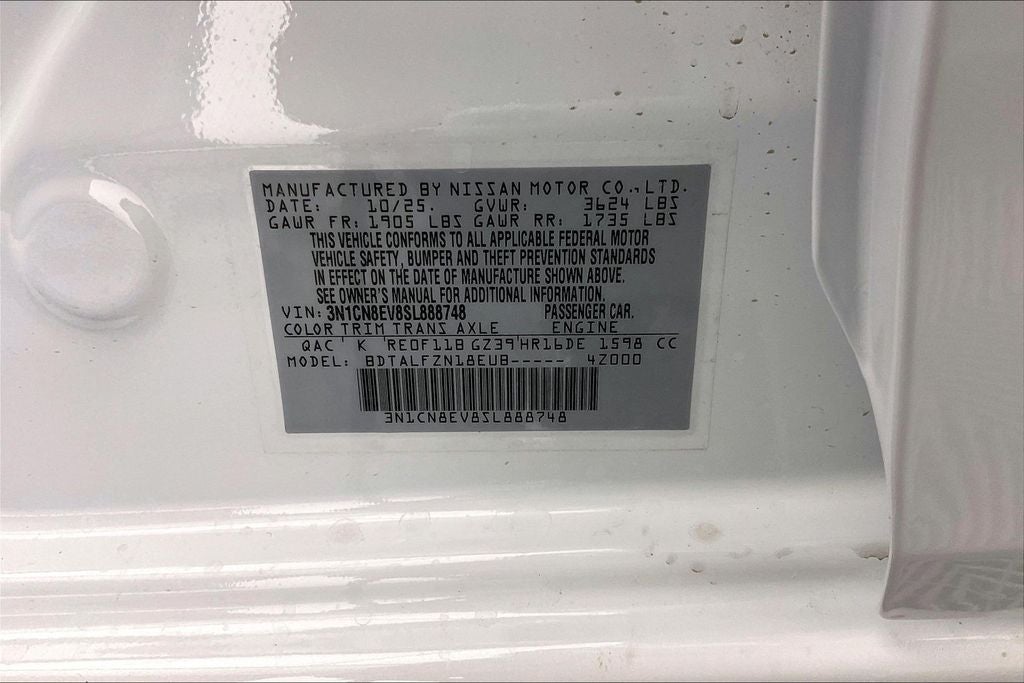 MANUFACTURED BY NISSAN MOTOR CO.,LTD.
DATE: 10/25. GVWR: 3624 LBS
GAWR FR: 1905 LBS GAWR RR: 1735 LBS
THIS VEHICLE CONFORMS TO ALL APPLICABLE FEDERAL MOTOR
VEHICLE SAFETY, BUMPER AND THEFT PREVENTION STANDARDS
IN EFFECT ON THE DATE OF MANUFACTURE SHOWN ABOVE.
SEE OWNER'S MANUAL FOR ADDITIONAL INFORMATION.
VIN: 3N1CN8EV8SL888748 PASSENGER CAR.
COLOR TRIM TRANS AXLE ENGINE
QAC K RE0F11B GZ39 HR16DE 1598 CC
MODEL: BDTALFZN18EUB----- 4Z000
3N1CN8EV8SL888748